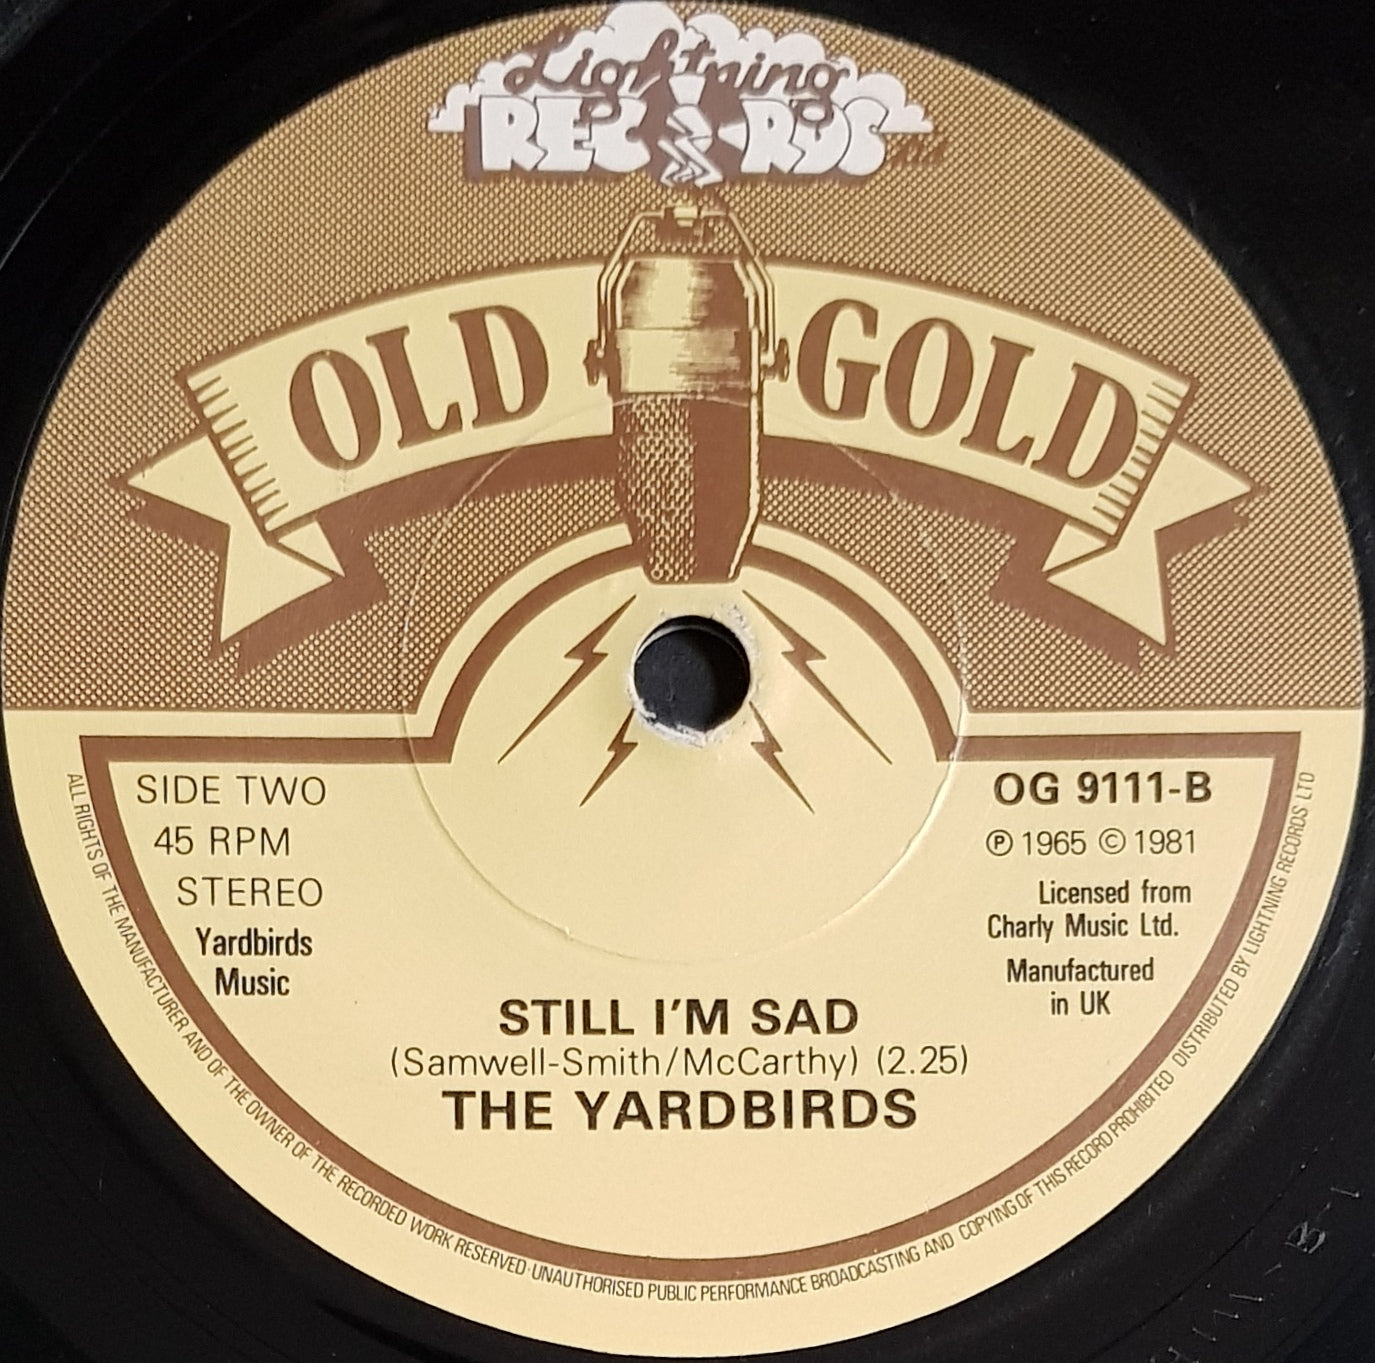 Lightning
RECORDS Ltd
OLD GOLD
SIDE TWO
45 RPM
STEREO
Yardbirds
Music
OG 9111-B
Ⓟ 1965 © 1981
Licensed from
Charly Music Ltd.
Manufactured
in UK
STILL I'M SAD
(Samwell-Smith/McCarthy) (2.25)
THE YARDBIRDS
ALL RIGHTS OF THE MANUFACTURER AND OF THE OWNER OF THE RECORDED WORK RESERVED·UNAUTHORISED PUBLIC PERFORMANCE BROADCASTING AND COPYING OF THIS RECORD PROHIBITED DISTRIBUTED BY LIGHTNING RECORDS LTD